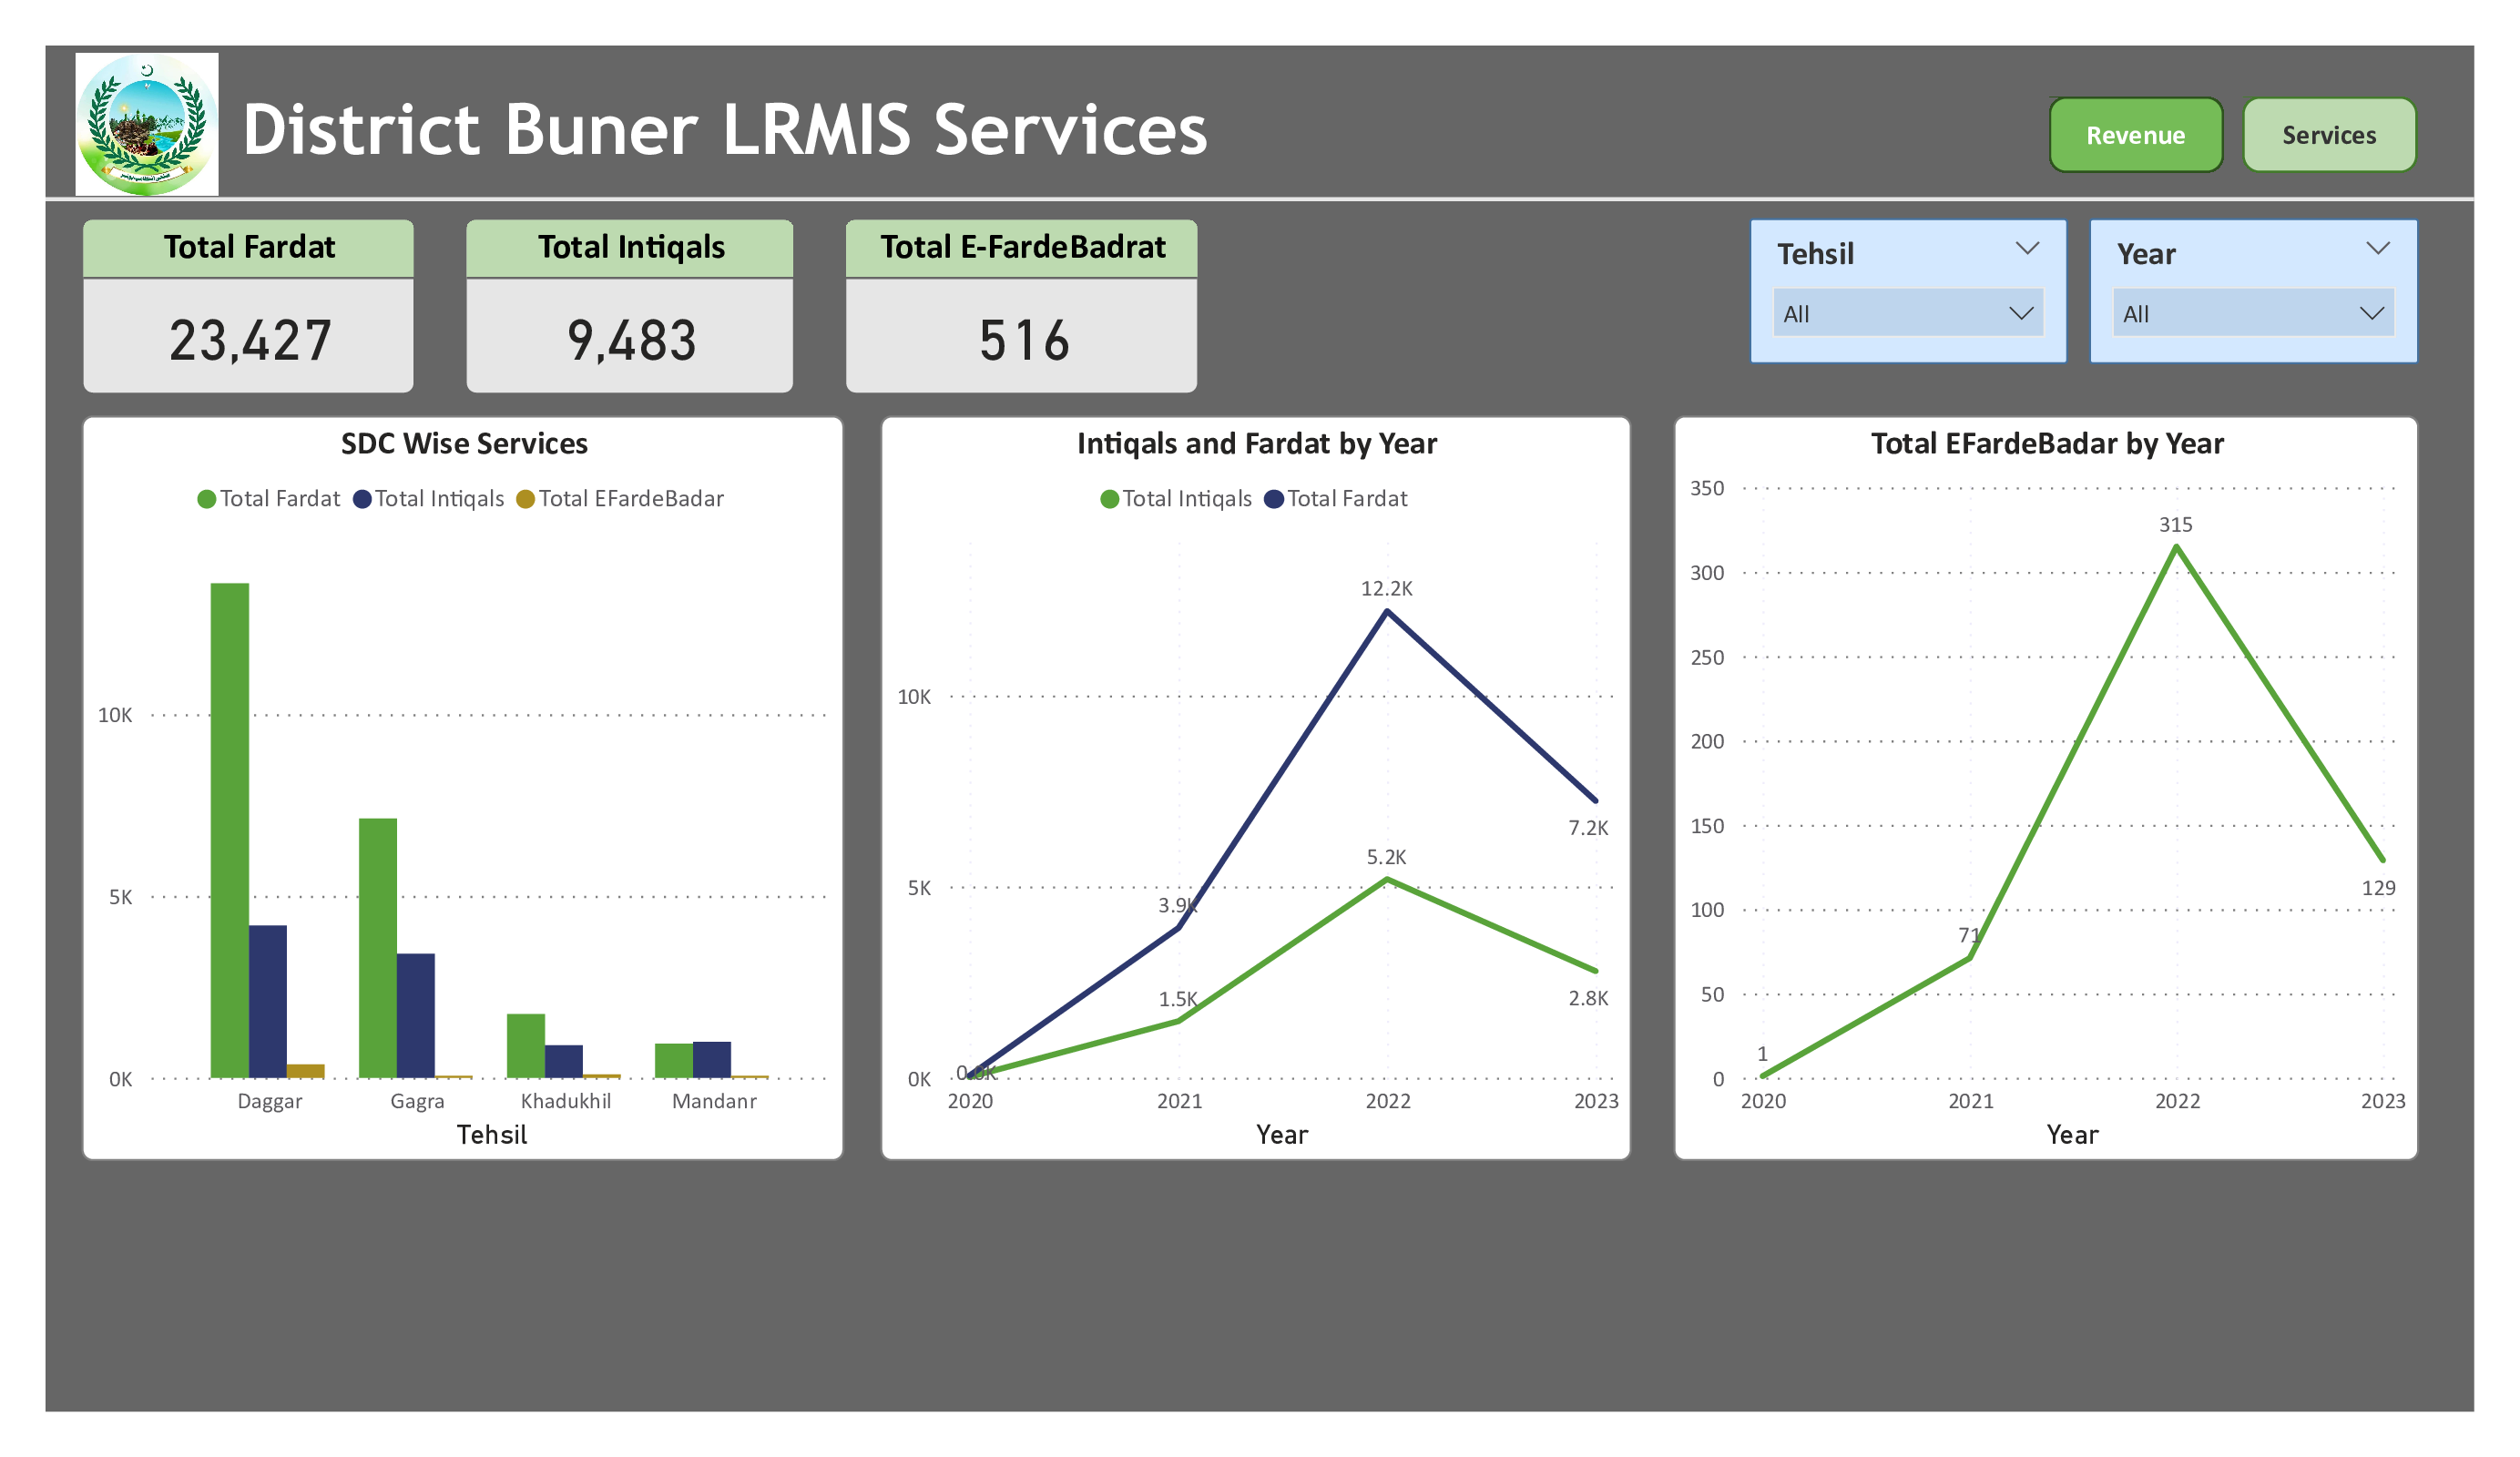 District Buner LRMIS Services
Revenue
Services
Total Fardat
23,427
Total Intiqals
9,483
Total E-FardeBadrat
516
Tehsil
All
Year
All
SDC Wise Services
Total Fardat Total Intiqals Total EFardeBadar
10K
5K
0K
Daggar Gagra Khadukhil Mandanr
Tehsil
Intiqals and Fardat by Year
Total Intiqals Total Fardat
12.2K
10K
7.2K
5.2K
5K
3.9K
1.5K
2.8K
0K
0.0K
2020 2021 2022 2023
Year
Total EFardeBadar by Year
350
315
300
250
200
150
129
100
71
50
1
0
2020 2021 2022 2023
Year